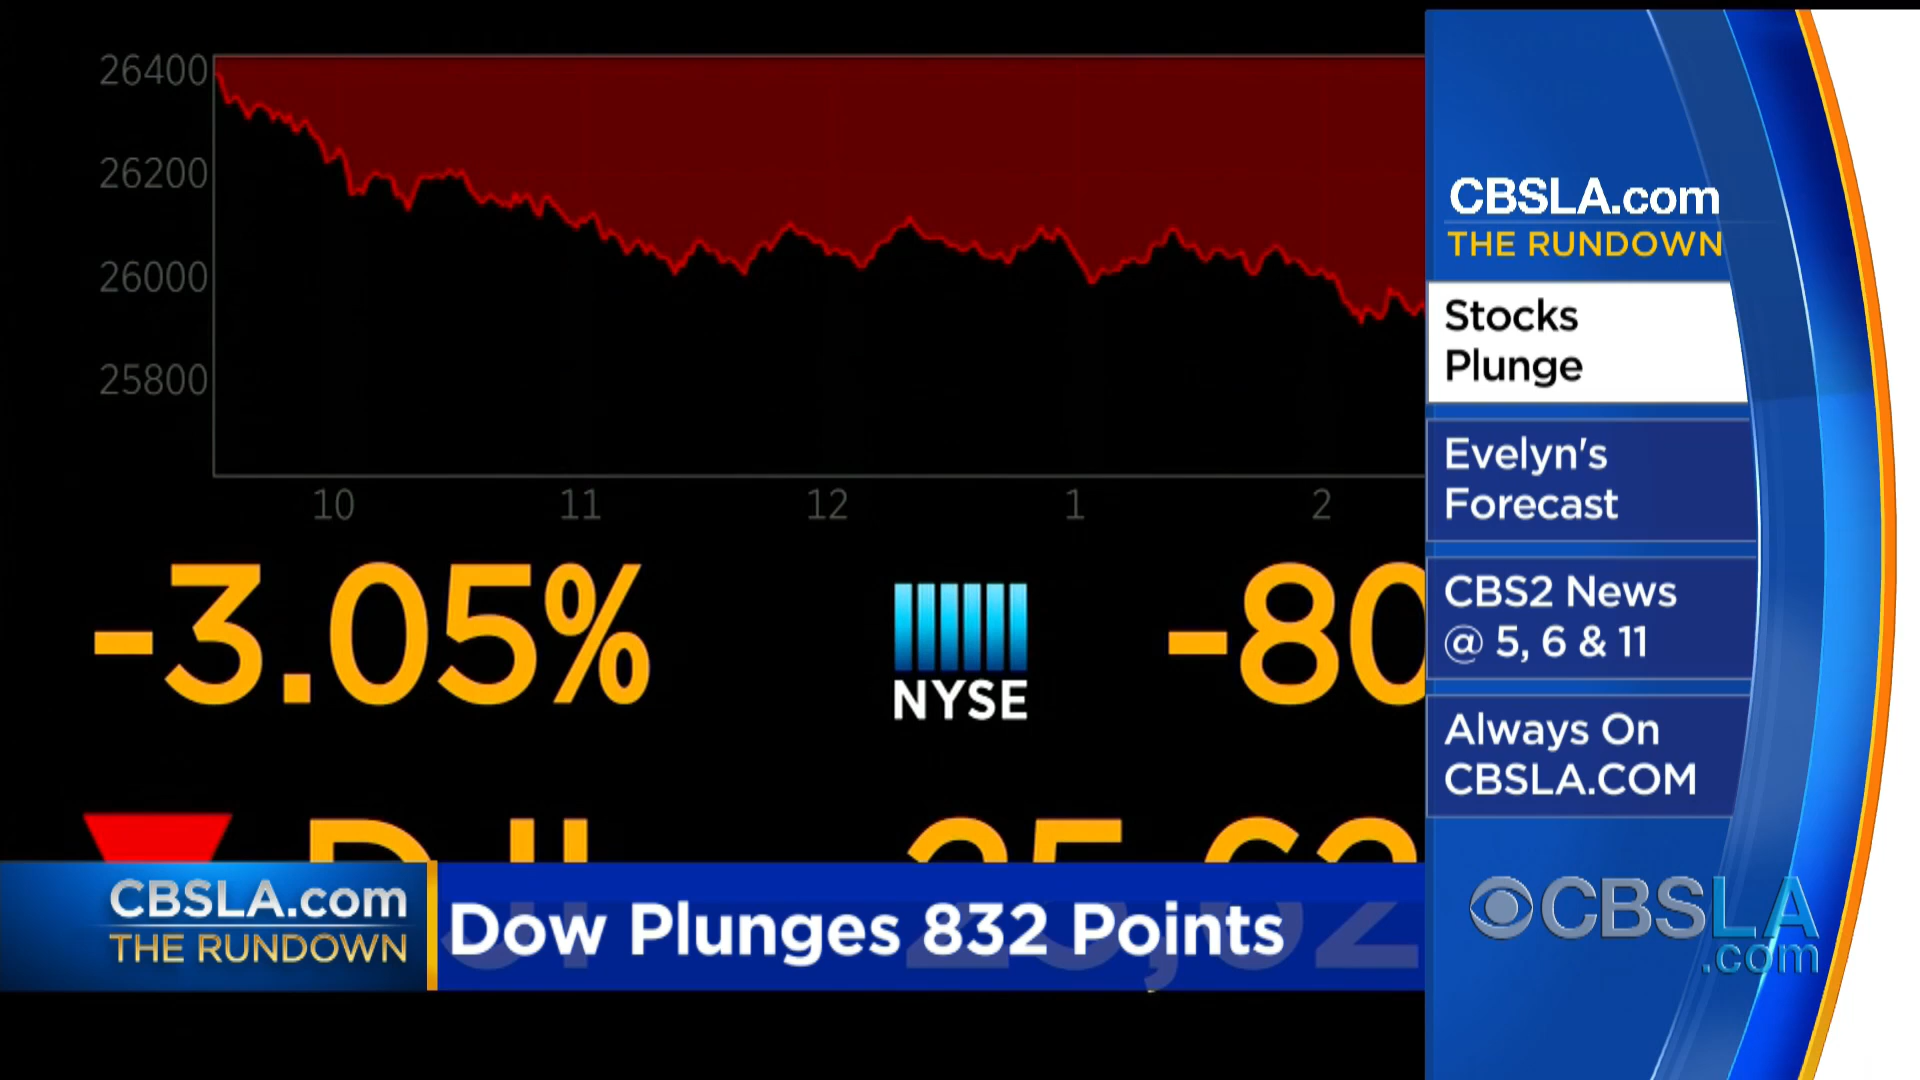 26400
26200
26000
25800
10 11 12 1 2
-3.05%
NYSE
-80
CBSLA.com
THE RUNDOWN
Dow Plunges 832 Points
CBSLA.com
THE RUNDOWN
Stocks
Plunge
Evelyn's
Forecast
CBS2 News
@ 5, 6 & 11
Always On
CBSLA.COM
CBSLA
.com